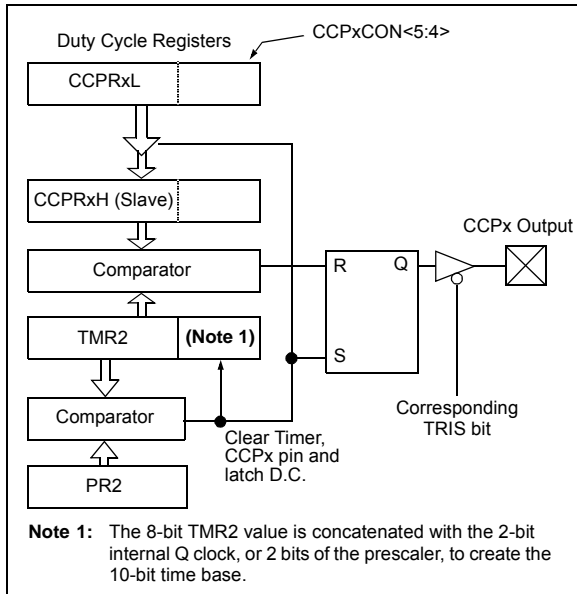 Duty Cycle Registers
CCPxCON<5:4>
CCPRxL
CCPRxH (Slave)
CCPx Output
Comparator
R
Q
TMR2
(Note 1)
S
Comparator
Clear Timer,
CCPx pin and
latch D.C.
Corresponding
TRIS bit
PR2
Note 1: The 8-bit TMR2 value is concatenated with the 2-bit
internal Q clock, or 2 bits of the prescaler, to create the
10-bit time base.